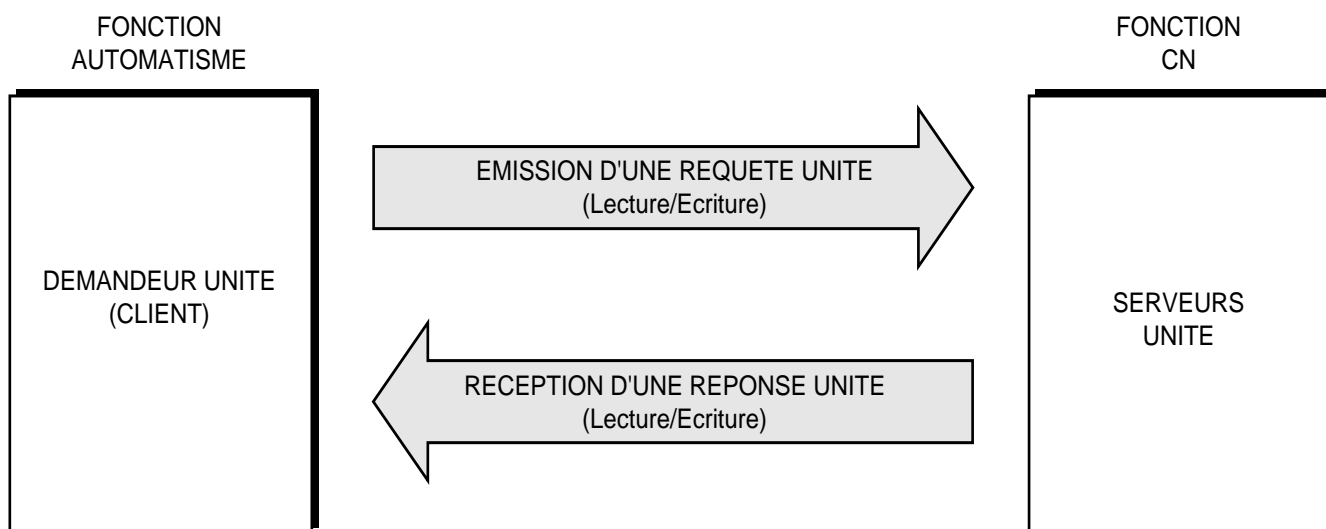 FONCTION
AUTOMATISME
FONCTION
CN
EMISSION D'UNE REQUETE UNITE
(Lecture/Ecriture)
DEMANDEUR UNITE
(CLIENT)
SERVEURS
UNITE
RECEPTION D'UNE REPONSE UNITE
(Lecture/Ecriture)